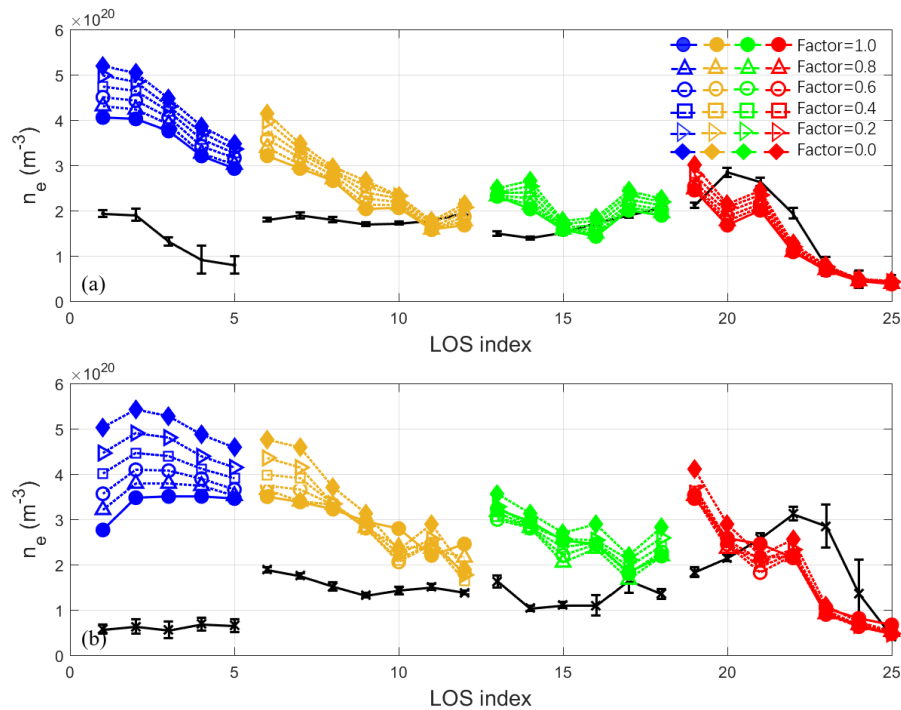 ×10^20
6
5
4
3
2
1
0
n_e (m^-3)
Factor=1.0
Factor=0.8
Factor=0.6
Factor=0.4
Factor=0.2
Factor=0.0
(a)
0 5 10 15 20 25
LOS index
×10^20
6
5
4
3
2
1
0
n_e (m^-3)
(b)
0 5 10 15 20 25
LOS index